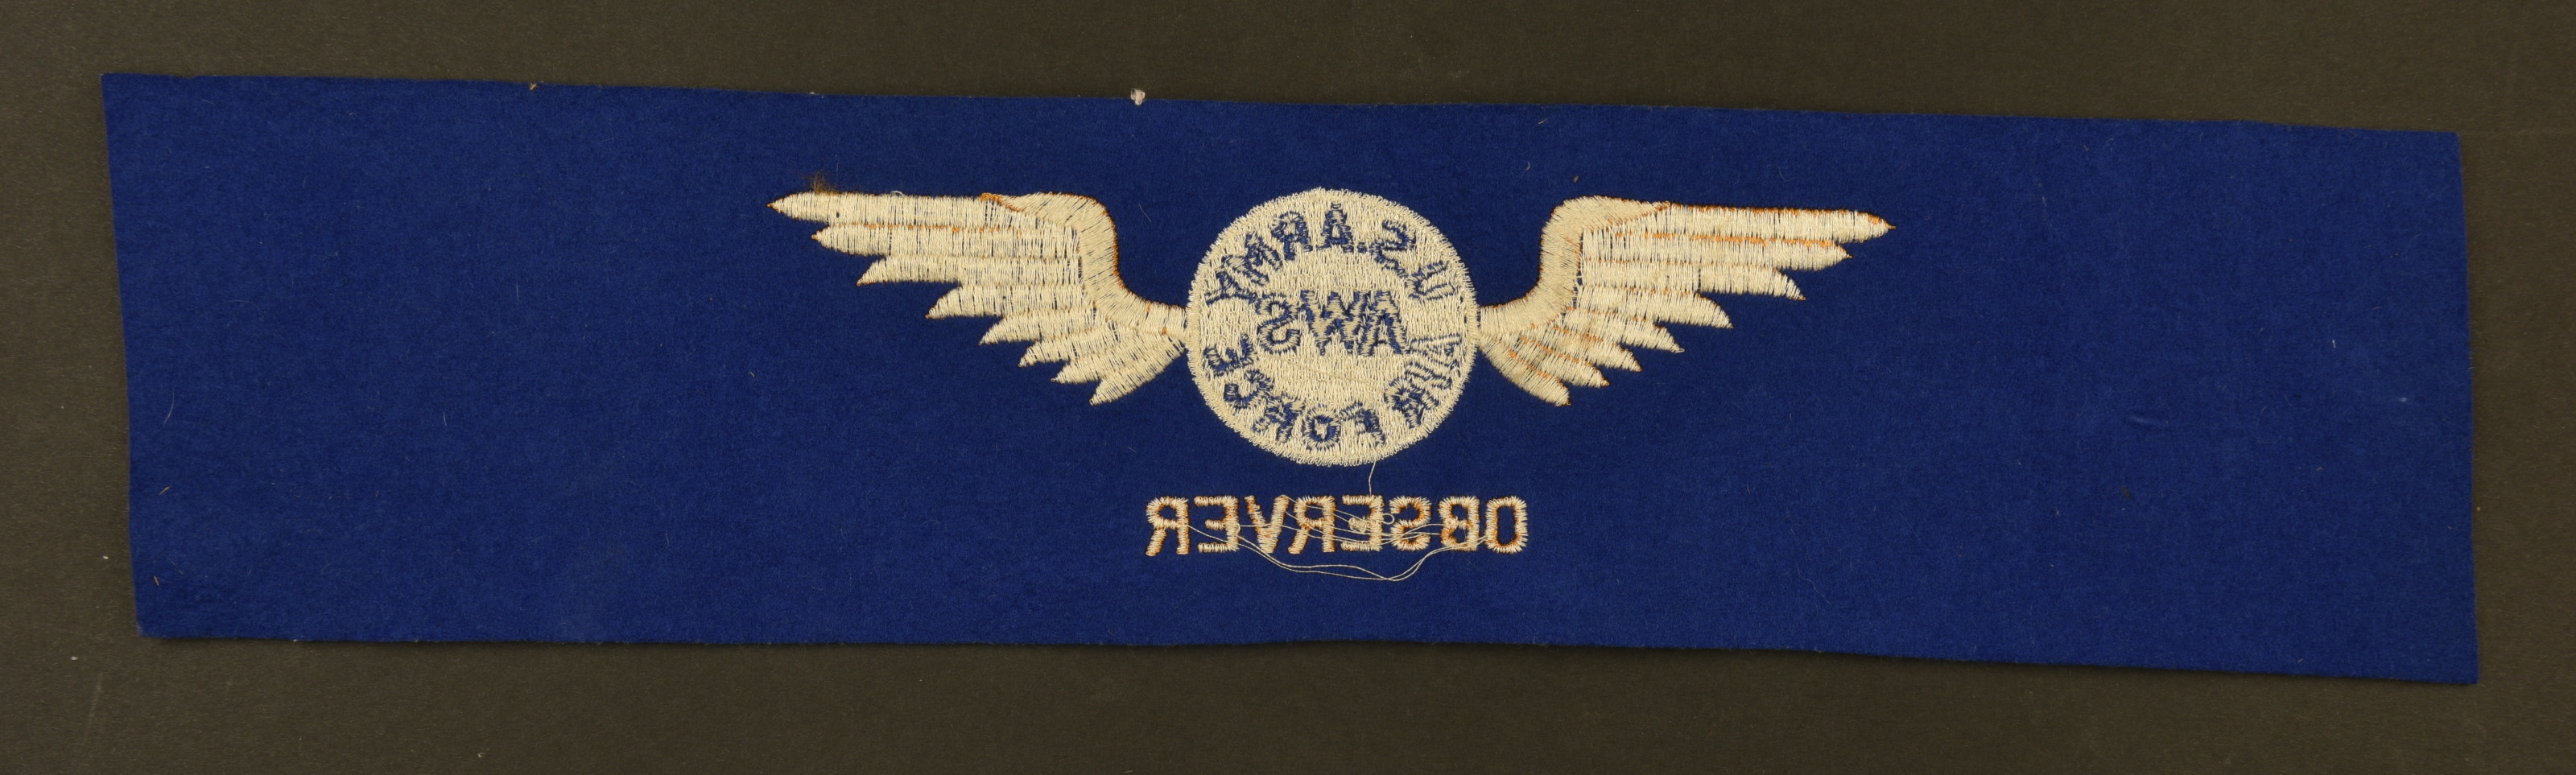 U.S. ARMY
AWS
AIR FORCE
OBSERVER